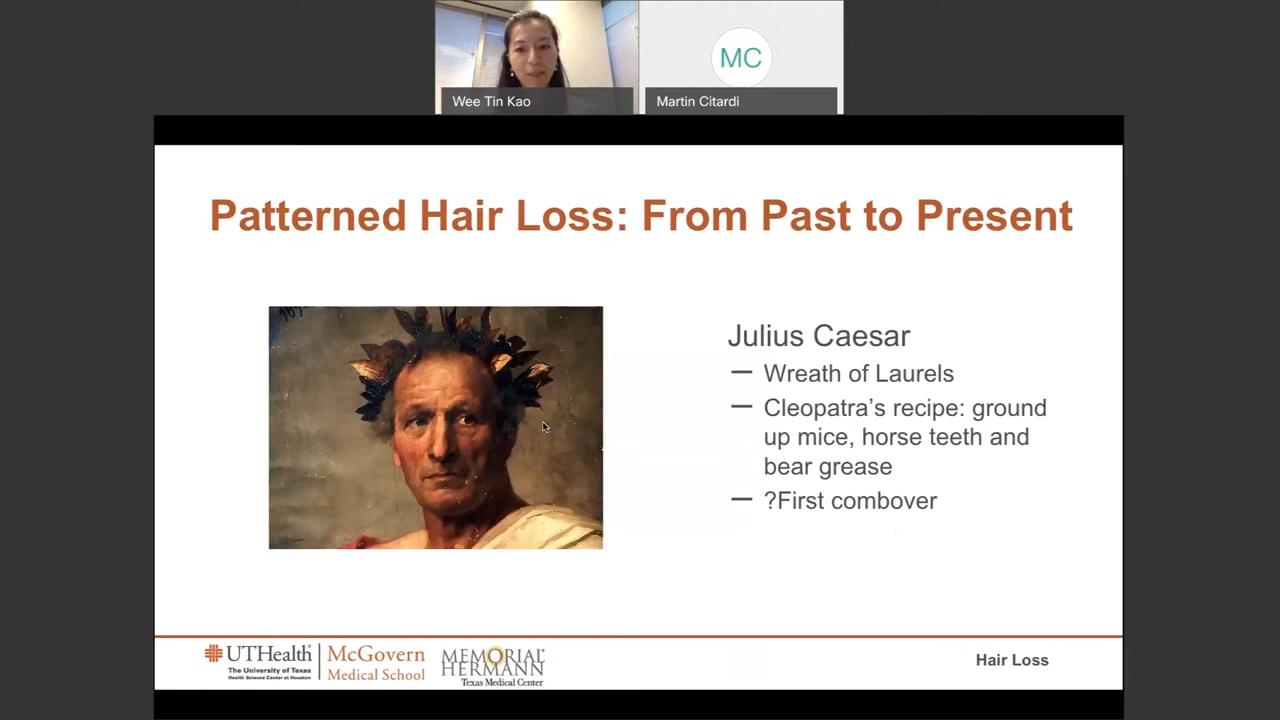 MC
Wee Tin Kao
Martin Citardi
Patterned Hair Loss: From Past to Present
Julius Caesar
— Wreath of Laurels
— Cleopatra’s recipe: ground
up mice, horse teeth and
bear grease
— ?First combover
UTHealth
The University of Texas
Health Science Center at Houston
McGovern
Medical School
MEMORIAL
HERMANN
Texas Medical Center
Hair Loss